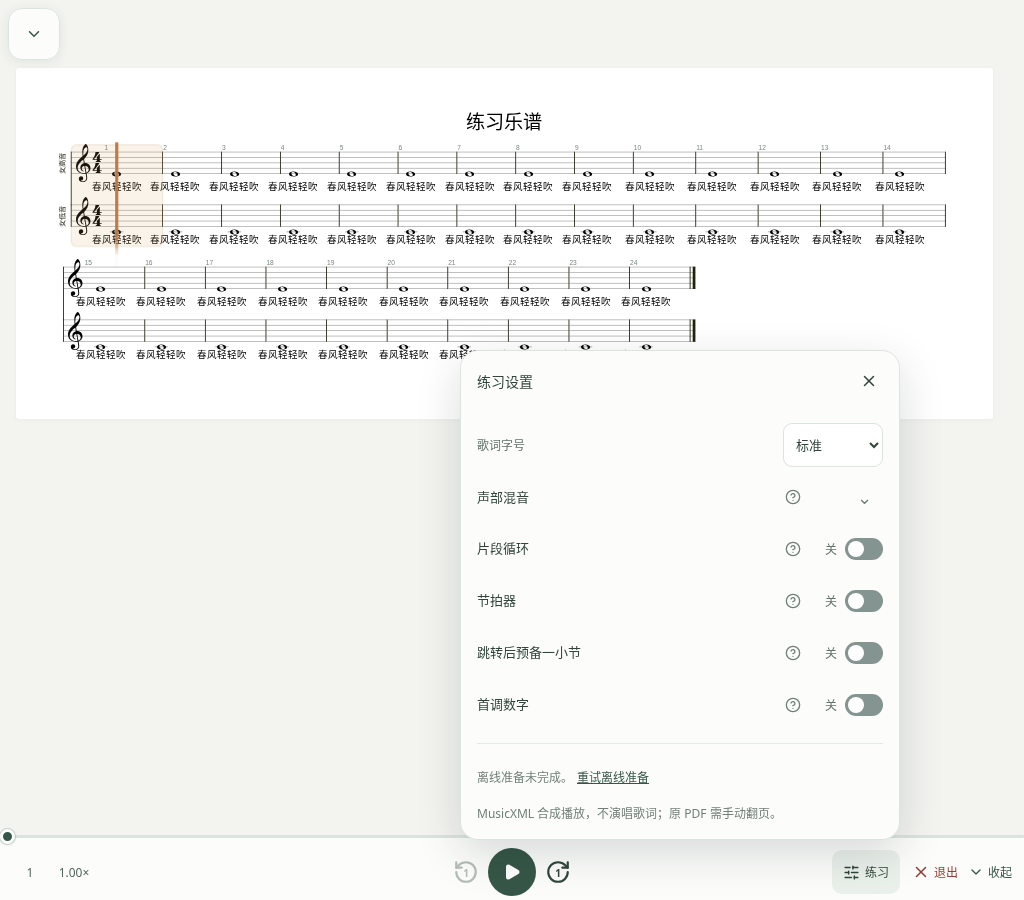 练习乐谱
1 2 3 4 5 6 7 8 9 10 11 12 13 14
女高音
春风轻轻吹 春风轻轻吹 春风轻轻吹 春风轻轻吹 春风轻轻吹 春风轻轻吹 春风轻轻吹 春风轻轻吹 春风轻轻吹 春风轻轻吹 春风轻轻吹 春风轻轻吹 春风轻轻吹 春风轻轻吹
女低音
春风轻轻吹 春风轻轻吹 春风轻轻吹 春风轻轻吹 春风轻轻吹 春风轻轻吹 春风轻轻吹 春风轻轻吹 春风轻轻吹 春风轻轻吹 春风轻轻吹 春风轻轻吹 春风轻轻吹 春风轻轻吹
15 16 17 18 19 20 21 22 23 24
春风轻轻吹 春风轻轻吹 春风轻轻吹 春风轻轻吹 春风轻轻吹 春风轻轻吹 春风轻轻吹 春风轻轻吹 春风轻轻吹 春风轻轻吹
春风轻轻吹 春风轻轻吹 春风轻轻吹 春风轻轻吹 春风轻轻吹 春风轻轻吹 春风
练习设置
歌词字号 标准
声部混音
片段循环 关
节拍器 关
跳转后预备一小节 关
首调数字 关
离线准备未完成。 重试离线准备
MusicXML 合成播放，不演唱歌词；原 PDF 需手动翻页。
1 1.00× 1 1 练习 退出 收起